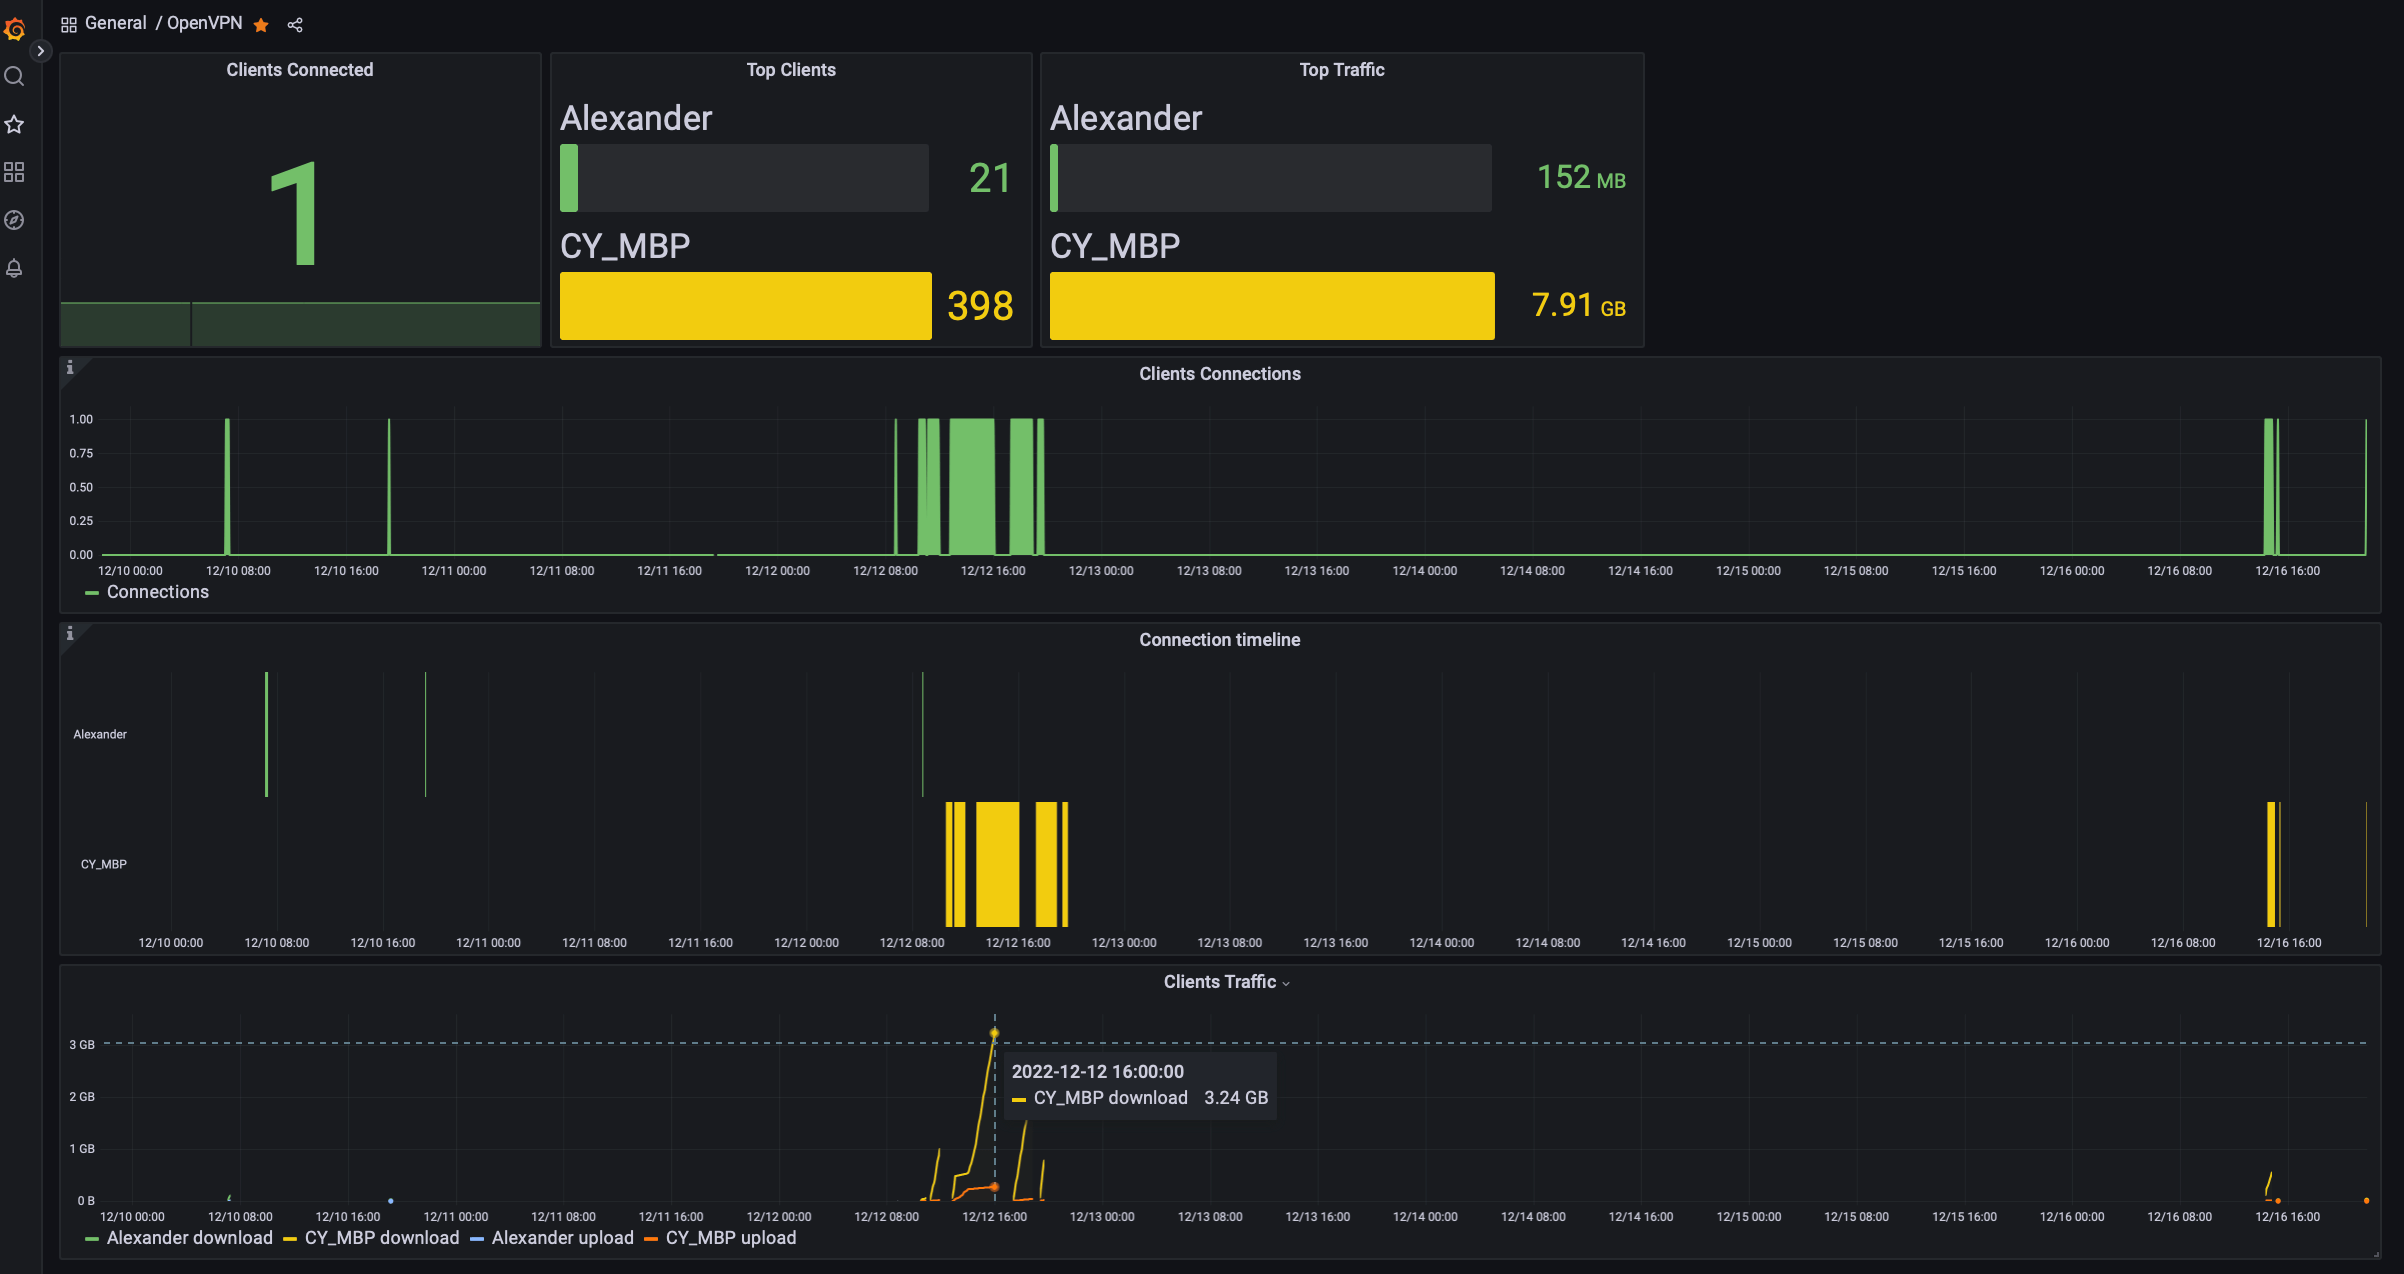 General / OpenVPN
Clients Connected
1
Top Clients
Alexander
21
CY_MBP
398
Top Traffic
Alexander
152 MB
CY_MBP
7.91 GB
Clients Connections
1.00
0.75
0.50
0.25
0.00
12/10 00:00 12/10 08:00 12/10 16:00 12/11 00:00 12/11 08:00 12/11 16:00 12/12 00:00 12/12 08:00 12/12 16:00 12/13 00:00 12/13 08:00 12/13 16:00 12/14 00:00 12/14 08:00 12/14 16:00 12/15 00:00 12/15 08:00 12/15 16:00 12/16 00:00 12/16 08:00 12/16 16:00
Connections
Connection timeline
Alexander
CY_MBP
12/10 00:00 12/10 08:00 12/10 16:00 12/11 00:00 12/11 08:00 12/11 16:00 12/12 00:00 12/12 08:00 12/12 16:00 12/13 00:00 12/13 08:00 12/13 16:00 12/14 00:00 12/14 08:00 12/14 16:00 12/15 00:00 12/15 08:00 12/15 16:00 12/16 00:00 12/16 08:00 12/16 16:00
Clients Traffic
3 GB
2022-12-12 16:00:00
CY_MBP download 3.24 GB
2 GB
1 GB
0 B
12/10 00:00 12/10 08:00 12/10 16:00 12/11 00:00 12/11 08:00 12/11 16:00 12/12 00:00 12/12 08:00 12/12 16:00 12/13 00:00 12/13 08:00 12/13 16:00 12/14 00:00 12/14 08:00 12/14 16:00 12/15 00:00 12/15 08:00 12/15 16:00 12/16 00:00 12/16 08:00 12/16 16:00
Alexander download CY_MBP download Alexander upload CY_MBP upload